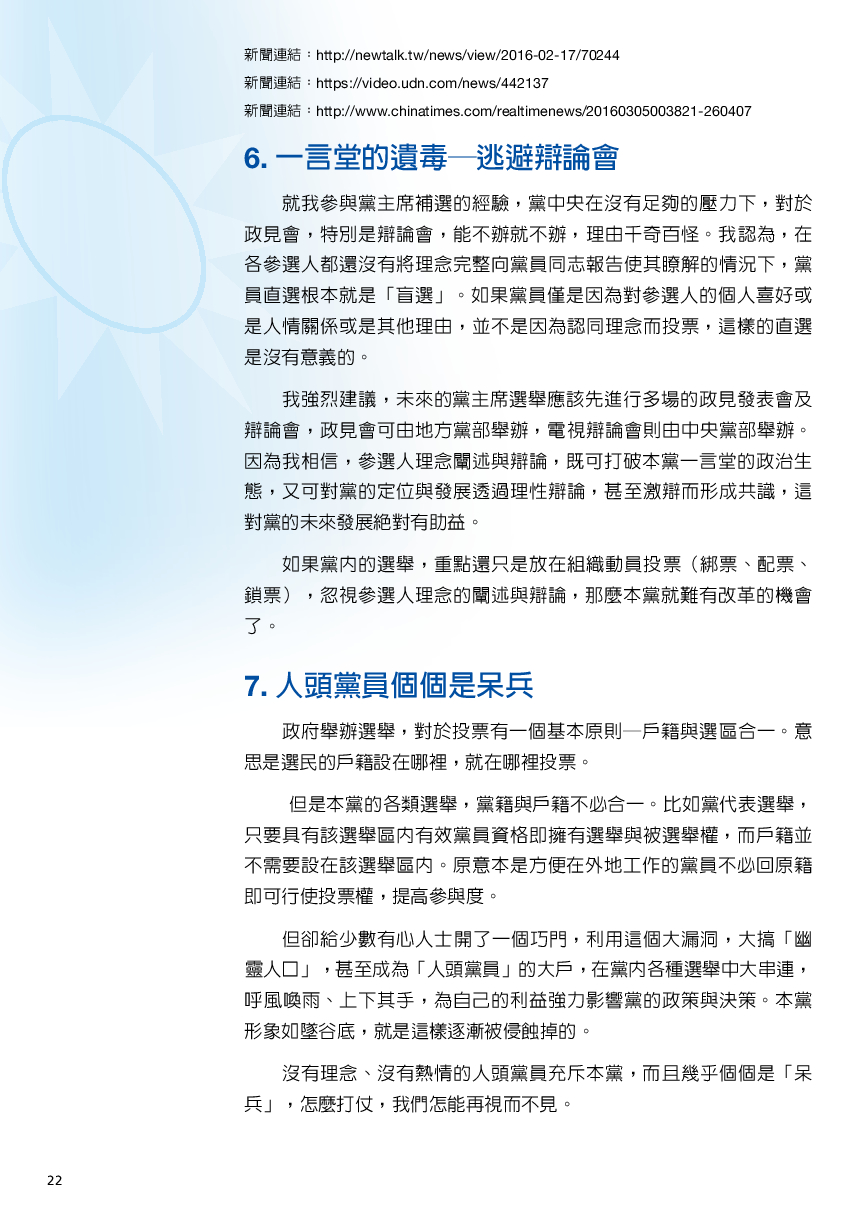 新聞連結：http://newtalk.tw/news/view/2016-02-17/70244
新聞連結：https://video.udn.com/news/442137
新聞連結：http://www.chinatimes.com/realtimenews/20160305003821-260407
6. 一言堂的遺毒─逃避辯論會
就我參與黨主席補選的經驗，黨中央在沒有足夠的壓力下，對於
政見會，特別是辯論會，能不辦就不辦，理由千奇百怪。我認為，在
各參選人都還沒有將理念完整向黨員同志報告使其瞭解的情況下，黨
員直選根本就是「盲選」。如果黨員僅是因為對參選人的個人喜好或
是人情關係或是其他理由，並不是因為認同理念而投票，這樣的直選
是沒有意義的。
我強烈建議，未來的黨主席選舉應該先進行多場的政見發表會及
辯論會，政見會可由地方黨部舉辦，電視辯論會則由中央黨部舉辦。
因為我相信，參選人理念闡述與辯論，既可打破本黨一言堂的政治生
態，又可對黨的定位與發展透過理性辯論，甚至激辯而形成共識，這
對黨的未來發展絕對有助益。
如果黨內的選舉，重點還只是放在組織動員投票（綁票、配票、
鎖票），忽視參選人理念的闡述與辯論，那麼本黨就難有改革的機會
了。
7. 人頭黨員個個是呆兵
政府舉辦選舉，對於投票有一個基本原則─戶籍與選區合一。意
思是選民的戶籍設在哪裡，就在哪裡投票。
但是本黨的各類選舉，黨籍與戶籍不必合一。比如黨代表選舉，
只要具有該選舉區內有效黨員資格即擁有選舉與被選舉權，而戶籍並
不需要設在該選舉區內。原意本是方便在外地工作的黨員不必回原籍
即可行使投票權，提高參與度。
但卻給少數有心人士開了一個巧門，利用這個大漏洞，大搞「幽
靈人口」，甚至成為「人頭黨員」的大戶，在黨內各種選舉中大串連，
呼風喚雨、上下其手，為自己的利益強力影響黨的政策與決策。本黨
形象如墜谷底，就是這樣逐漸被侵蝕掉的。
沒有理念、沒有熱情的人頭黨員充斥本黨，而且幾乎個個是「呆
兵」，怎麼打仗，我們怎能再視而不見。
22